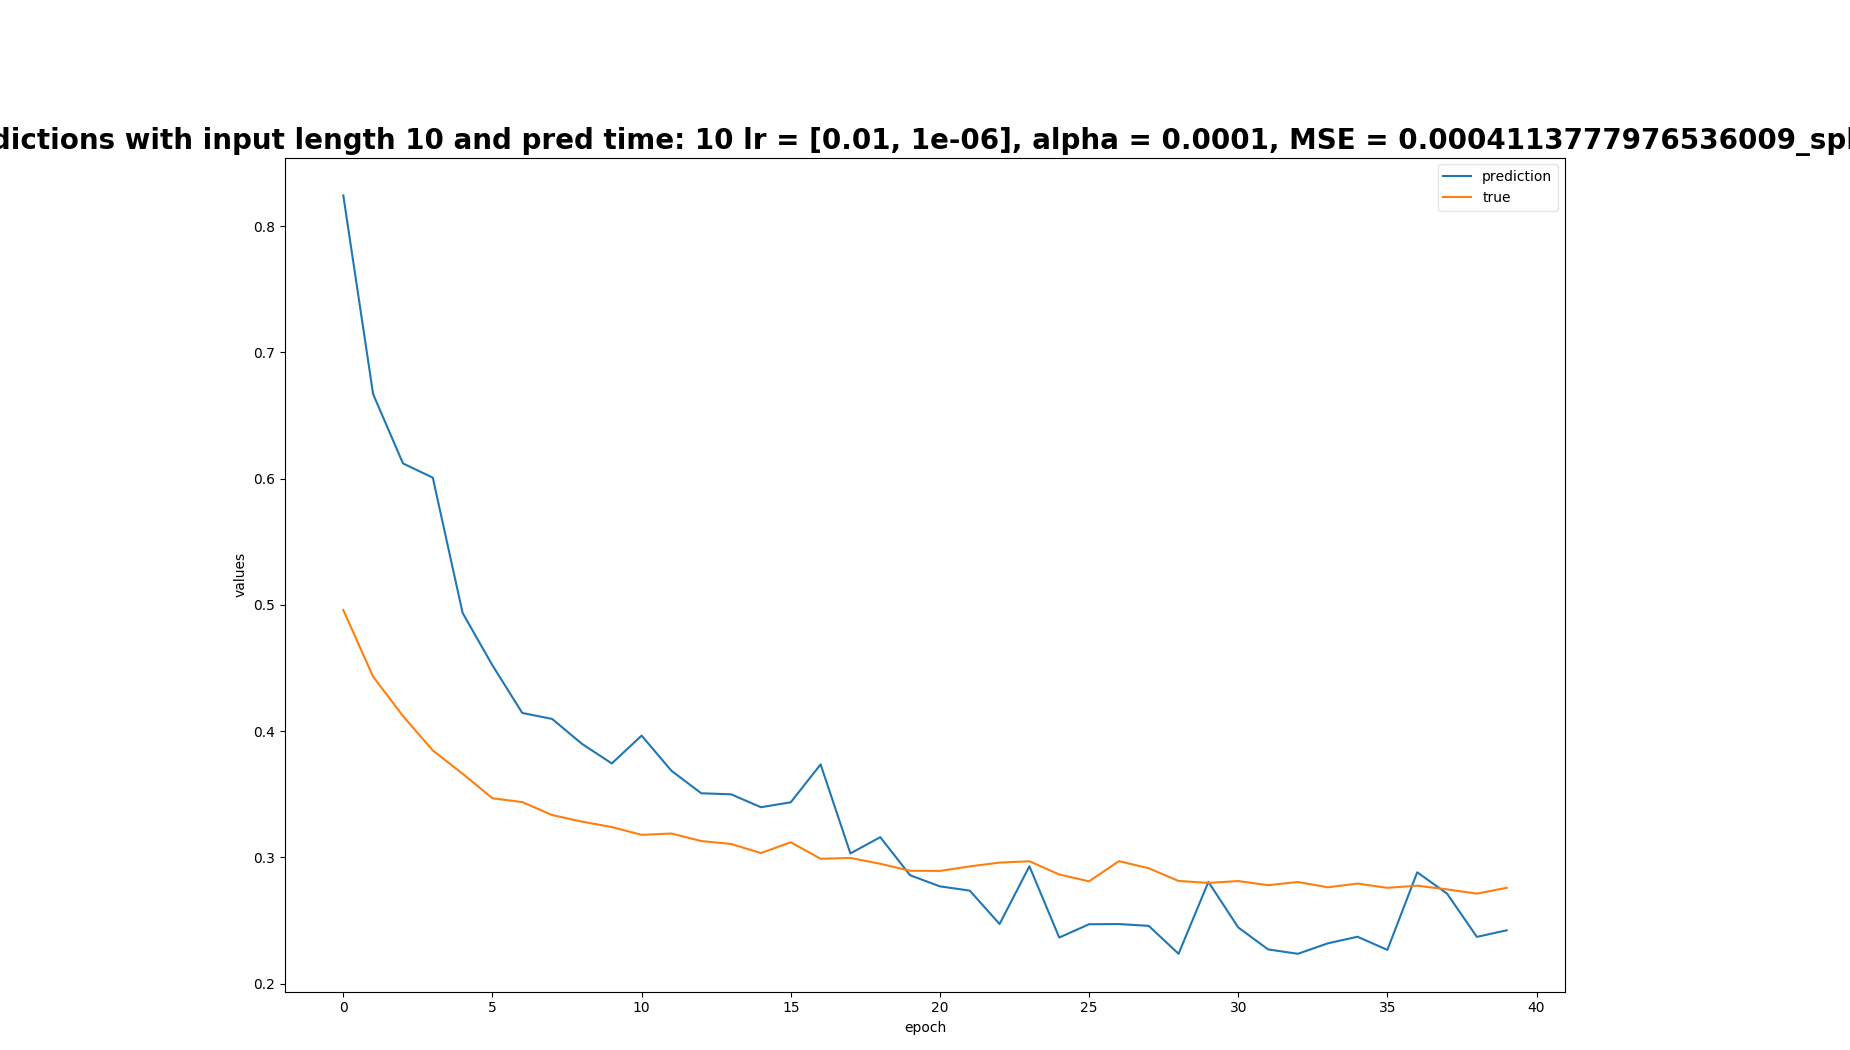 dictions with input length 10 and pred time: 10 lr = [0.01, 1e-06], alpha = 0.0001, MSE = 0.0004113777976536009_spl
prediction
true
0.8
0.7
0.6
0.5
0.4
0.3
0.2
values
0 5 10 15 20 25 30 35 40
epoch